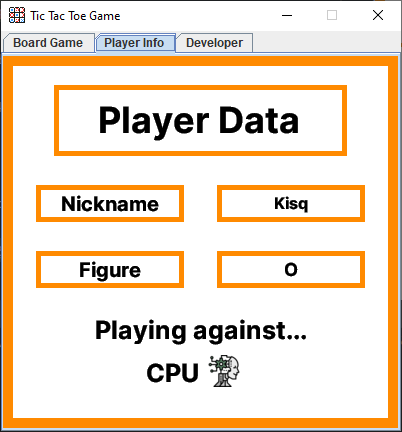 Tic Tac Toe Game
Board Game Player Info Developer
Player Data
Nickname Kisq
Figure O
Playing against...
CPU